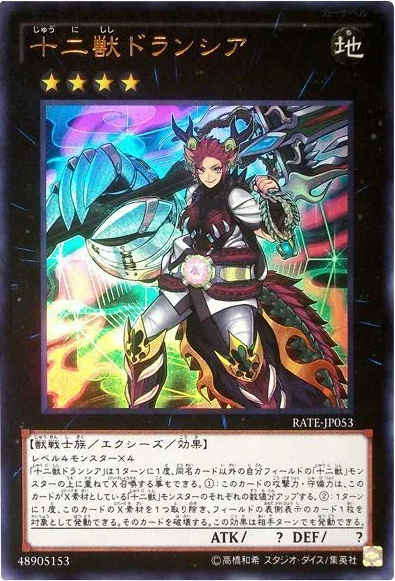 カーナベル
じゅう に しし
十二獣ドランシア
地
RATE-JP053
【獣戦士族／エクシーズ／効果】
レベル４モンスター×４
「十二獣ドランシア」は１ターンに１度、同名カード以外の自分フィールドの「十二獣」モン
スターの上に重ねてX召喚する事もできる。①：このカードの攻撃力・守備力は、この
カードがX素材としている「十二獣」モンスターのそれぞれの数値分アップする。②：１
ターンに１度、このカードのX素材を１つ取り除き、フィールドの表側表示のカード１枚を
対象として発動できる。そのカードを破壊する。この効果は相手ターンでも発動できる。
ATK/ ? DEF/ ?
48905153
©高橋和希 スタジオ・ダイス/集英社